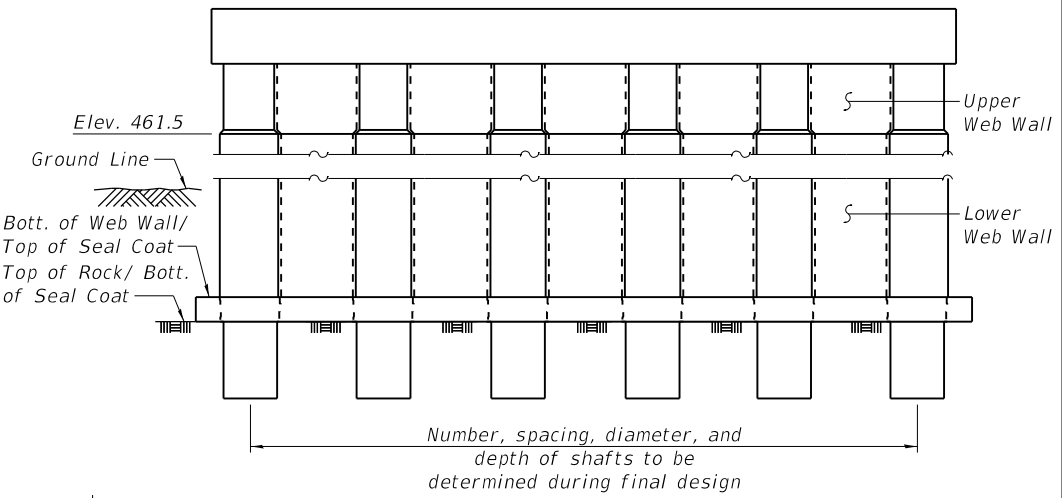 Upper
Web Wall
Elev. 461.5
Ground Line
Bott. of Web Wall/
Top of Seal Coat
Top of Rock/ Bott.
of Seal Coat
Lower
Web Wall
Number, spacing, diameter, and
depth of shafts to be
determined during final design